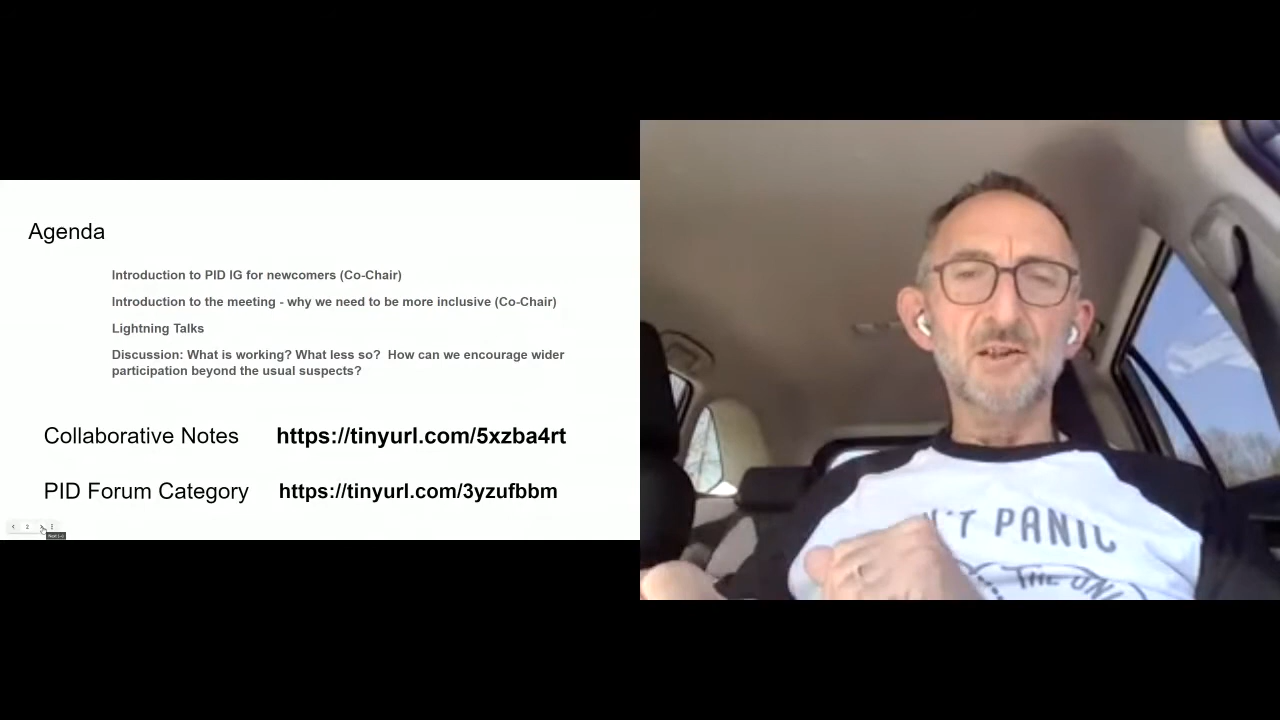 Agenda
Introduction to PID IG for newcomers (Co-Chair)
Introduction to the meeting - why we need to be more inclusive (Co-Chair)
Lightning Talks
Discussion: What is working? What less so?  How can we encourage wider
participation beyond the usual suspects?
Collaborative Notes https://tinyurl.com/5xzba4rt
PID Forum Category https://tinyurl.com/3yzufbbm
2
N'T PANIC
THE